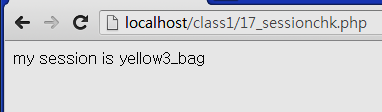 localhost/class1/17_sessionchk.php
my session is yellow3_bag